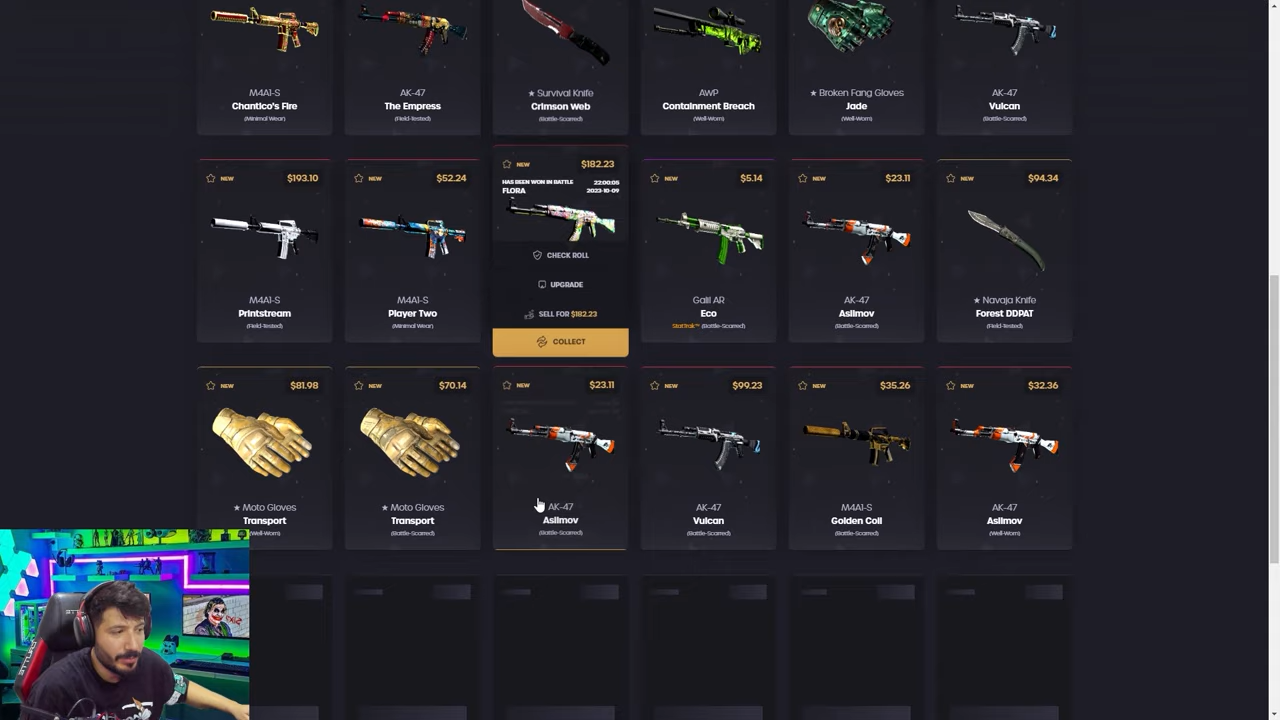 M4A1-S
Chantico's Fire
(Minimal Wear)
AK-47
The Empress
(Field-Tested)
★ Survival Knife
Crimson Web
(Battle-Scarred)
AWP
Containment Breach
(Well-Worn)
★ Broken Fang Gloves
Jade
(Well-Worn)
AK-47
Vulcan
(Battle-Scarred)
NEW $193.10
M4A1-S
Printstream
(Field-Tested)
NEW $52.24
M4A1-S
Player Two
(Minimal Wear)
NEW $182.23
HAS BEEN WON IN BATTLE 22:00:05
FLORA 2023-10-09
CHECK ROLL
UPGRADE
SELL FOR $182.23
COLLECT
NEW $5.14
Galil AR
Eco
StatTrak™ (Battle-Scarred)
NEW $23.11
AK-47
Asiimov
(Battle-Scarred)
NEW $94.34
★ Navaja Knife
Forest DDPAT
(Field-Tested)
NEW $81.98
★ Moto Gloves
Transport
(Well-Worn)
NEW $70.14
★ Moto Gloves
Transport
(Battle-Scarred)
NEW $23.11
AK-47
Asiimov
(Battle-Scarred)
NEW $99.23
AK-47
Vulcan
(Well-Worn)
NEW $35.26
M4A1-S
Golden Coil
(Well-Worn)
NEW $32.36
AK-47
Asiimov
(Well-Worn)